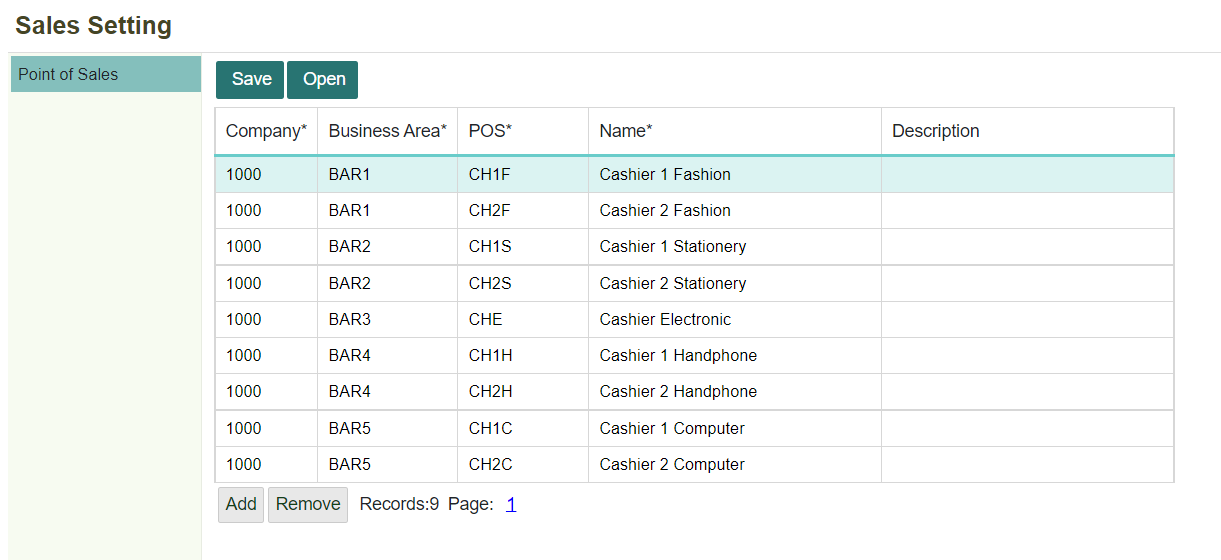 Sales Setting
Point of Sales
Save Open
Company* Business Area* POS* Name* Description
1000 BAR1 CH1F Cashier 1 Fashion
1000 BAR1 CH2F Cashier 2 Fashion
1000 BAR2 CH1S Cashier 1 Stationery
1000 BAR2 CH2S Cashier 2 Stationery
1000 BAR3 CHE Cashier Electronic
1000 BAR4 CH1H Cashier 1 Handphone
1000 BAR4 CH2H Cashier 2 Handphone
1000 BAR5 CH1C Cashier 1 Computer
1000 BAR5 CH2C Cashier 2 Computer
Add Remove Records:9 Page: 1